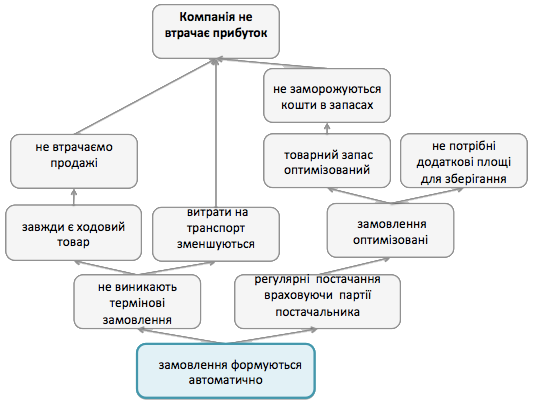 Компанія не
втрачає прибуток
не заморожуються
кошти в запасах
не втрачаємо
продажі
товарний запас
оптимізований
не потрібні
додаткові площі
для зберігання
завжди є ходовий
товар
витрати на
транспорт
зменшуються
замовлення
оптимізовані
не виникають
термінові
замовлення
регулярні постачання
враховуючи партії
постачальника
замовлення формуються
автоматично